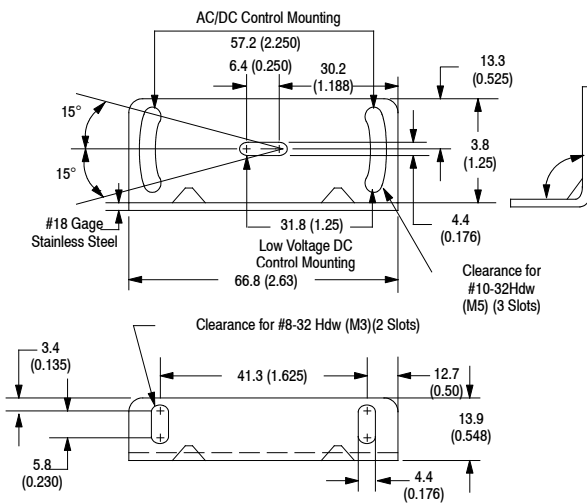 AC/DC Control Mounting
57.2 (2.250)
6.4 (0.250)
30.2
(1.188)
13.3
(0.525)
15°
15°
3.8
(1.25)
#18 Gage
Stainless Steel
31.8 (1.25)
Low Voltage DC
Control Mounting
4.4
(0.176)
66.8 (2.63)
Clearance for
#10-32Hdw
(M5) (3 Slots)
Clearance for #8-32 Hdw (M3)(2 Slots)
3.4
(0.135)
41.3 (1.625)
12.7
(0.50)
13.9
(0.548)
5.8
(0.230)
4.4
(0.176)